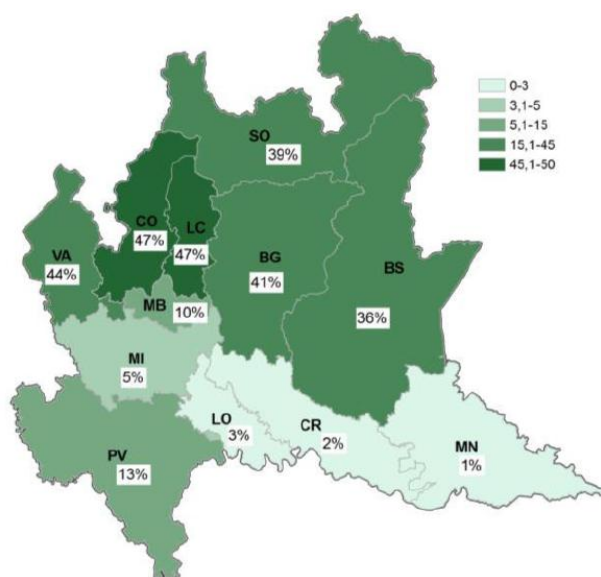 0-3
3,1-5
5,1-15
15,1-45
45,1-50
SO
39%
CO
47%
LC
47%
VA
44%
BG
41%
BS
36%
MB
10%
MI
5%
LO
3%
CR
2%
MN
1%
PV
13%